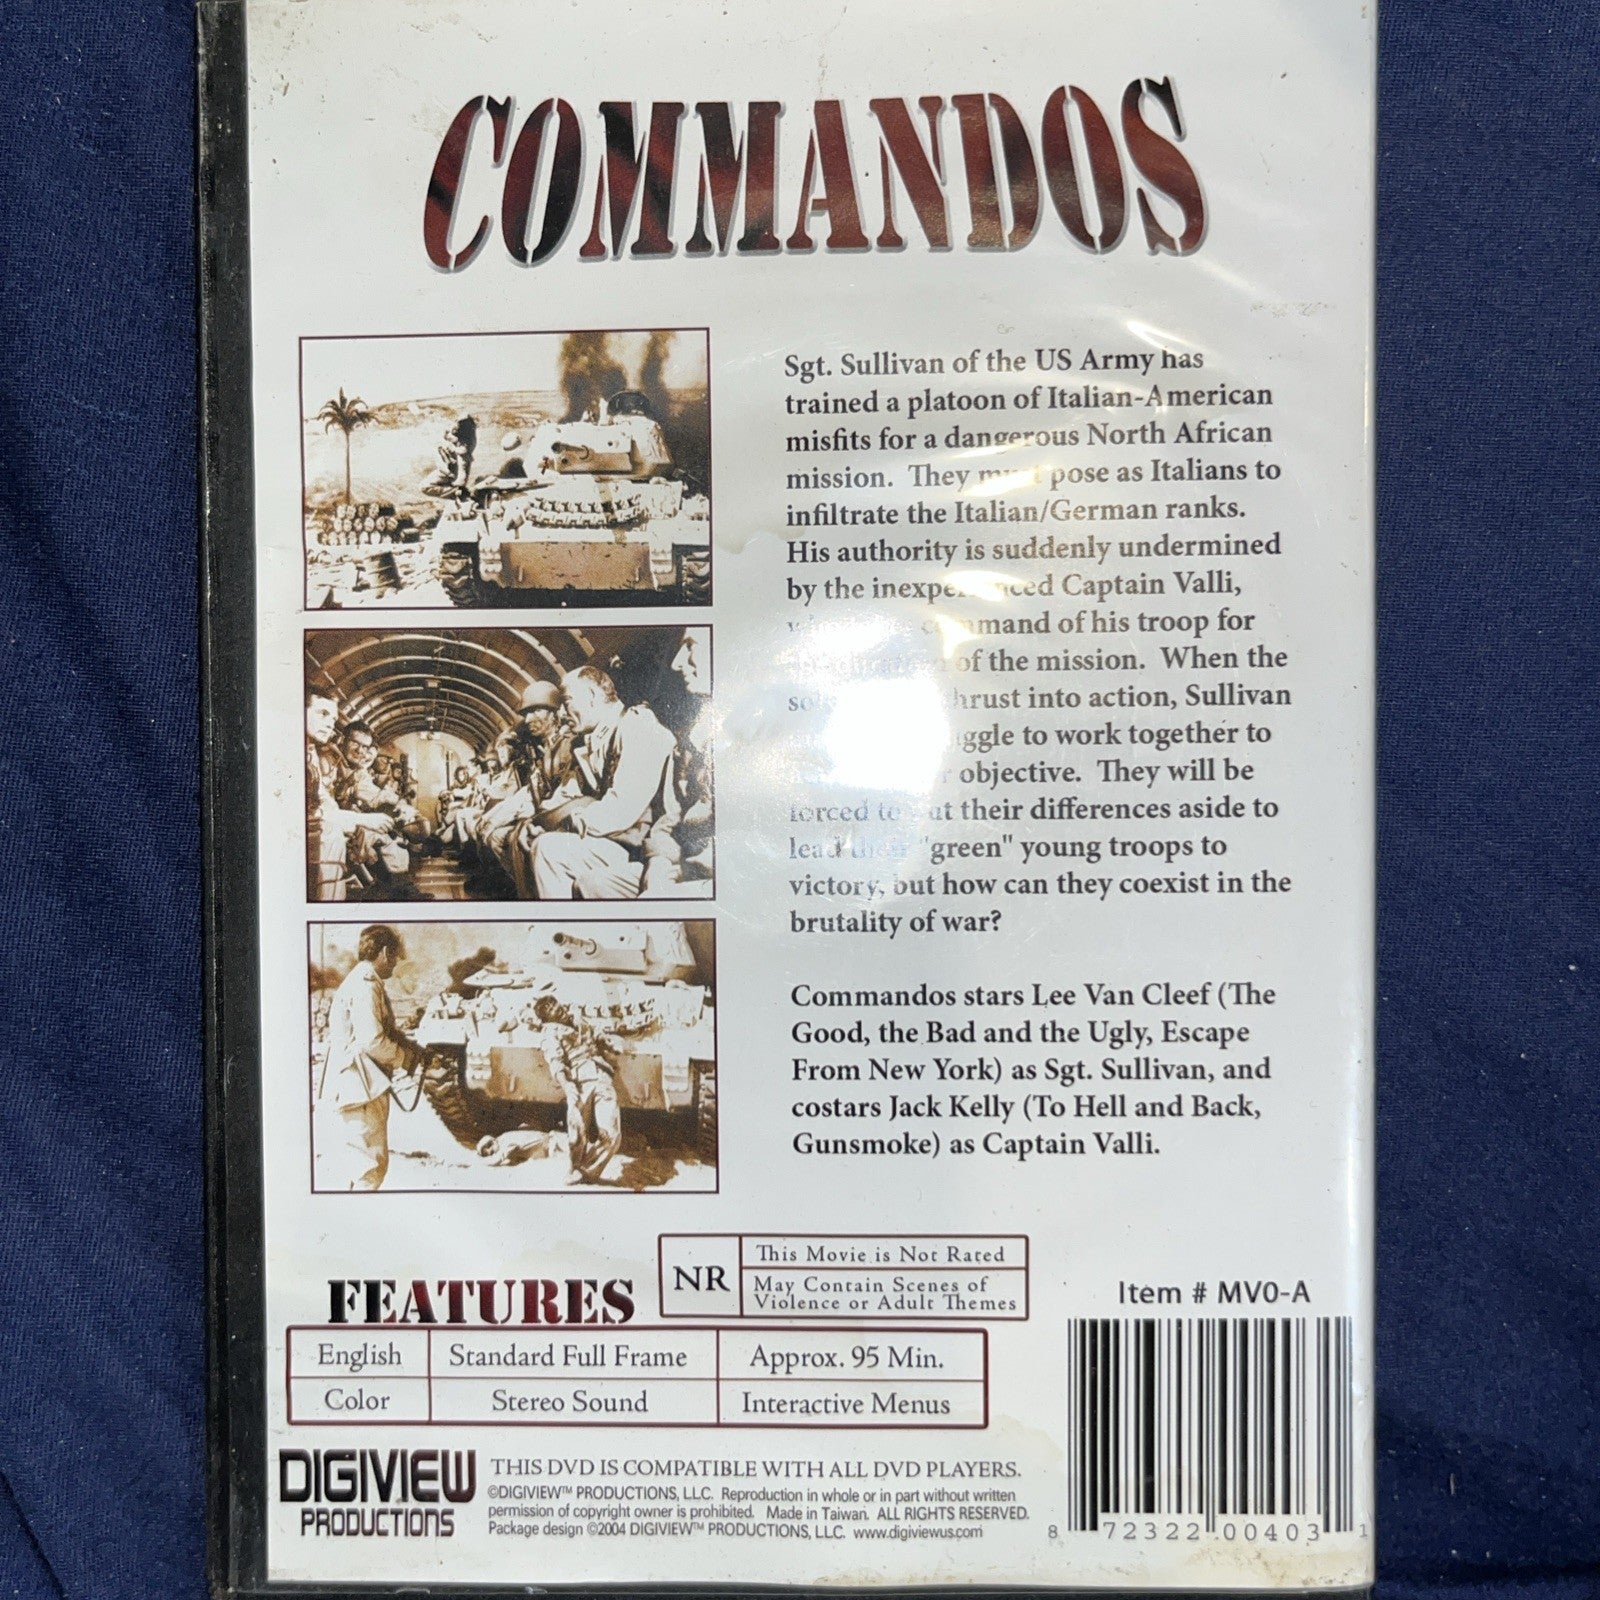 COMMANDOS
Sgt. Sullivan of the US Army has
trained a platoon of Italian-American
misfits for a dangerous North African
mission. They must pose as Italians to
infiltrate the Italian/German ranks.
His authority is suddenly undermined
by the inexperienced Captain Valli,
command of his troop for
of the mission. When the
thrust into action, Sullivan
to work together to
objective. They will be
forced to put their differences aside to
lead their "green" young troops to
victory, but how can they coexist in the
brutality of war?
Commandos stars Lee Van Cleef (The
Good, the Bad and the Ugly, Escape
From New York) as Sgt. Sullivan, and
costars Jack Kelly (To Hell and Back,
Gunsmoke) as Captain Valli.
FEATURES
NR
This Movie is Not Rated
May Contain Scenes of
Violence or Adult Themes
English Standard Full Frame Approx. 95 Min.
Color Stereo Sound Interactive Menus
Item # MV0-A
8 72322 00403 1
DIGIVIEW
PRODUCTIONS
THIS DVD IS COMPATIBLE WITH ALL DVD PLAYERS.
©DIGIVIEW™ PRODUCTIONS, LLC. Reproduction in whole or in part without written
permission of copyright owner is prohibited. Made in Taiwan. ALL RIGHTS RESERVED.
Package design ©2004 DIGIVIEW™ PRODUCTIONS, LLC. www.digiviewus.com